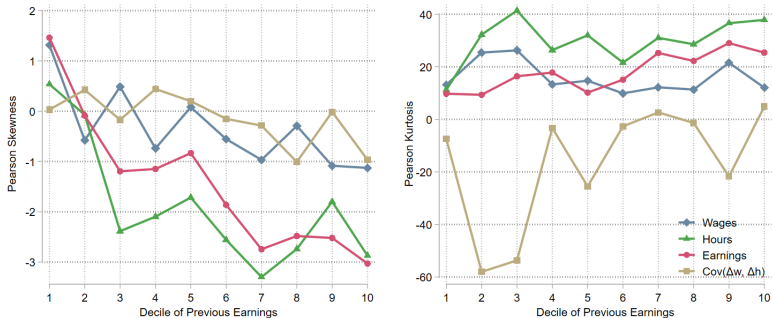 2
1
0
-1
-2
-3
Pearson Skewness
1 2 3 4 5 6 7 8 9 10
Decile of Previous Earnings
40
20
0
-20
-40
-60
Pearson Kurtosis
Wages
Hours
Earnings
Cov(Δw, Δh)
1 2 3 4 5 6 7 8 9 10
Decile of Previous Earnings